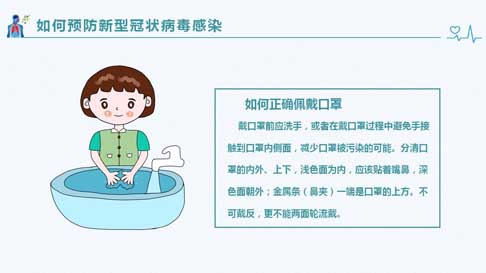 如何预防新型冠状病毒感染
如何正确佩戴口罩
戴口罩前应洗手，或者在戴口罩过程中避免手接
触到口罩内侧面，减少口罩被污染的可能。分清口
罩的内外、上下，浅色面为内，应该贴着嘴鼻，深
色面朝外；金属条（鼻夹）一端是口罩的上方。不
可戴反，更不能两面轮流戴。